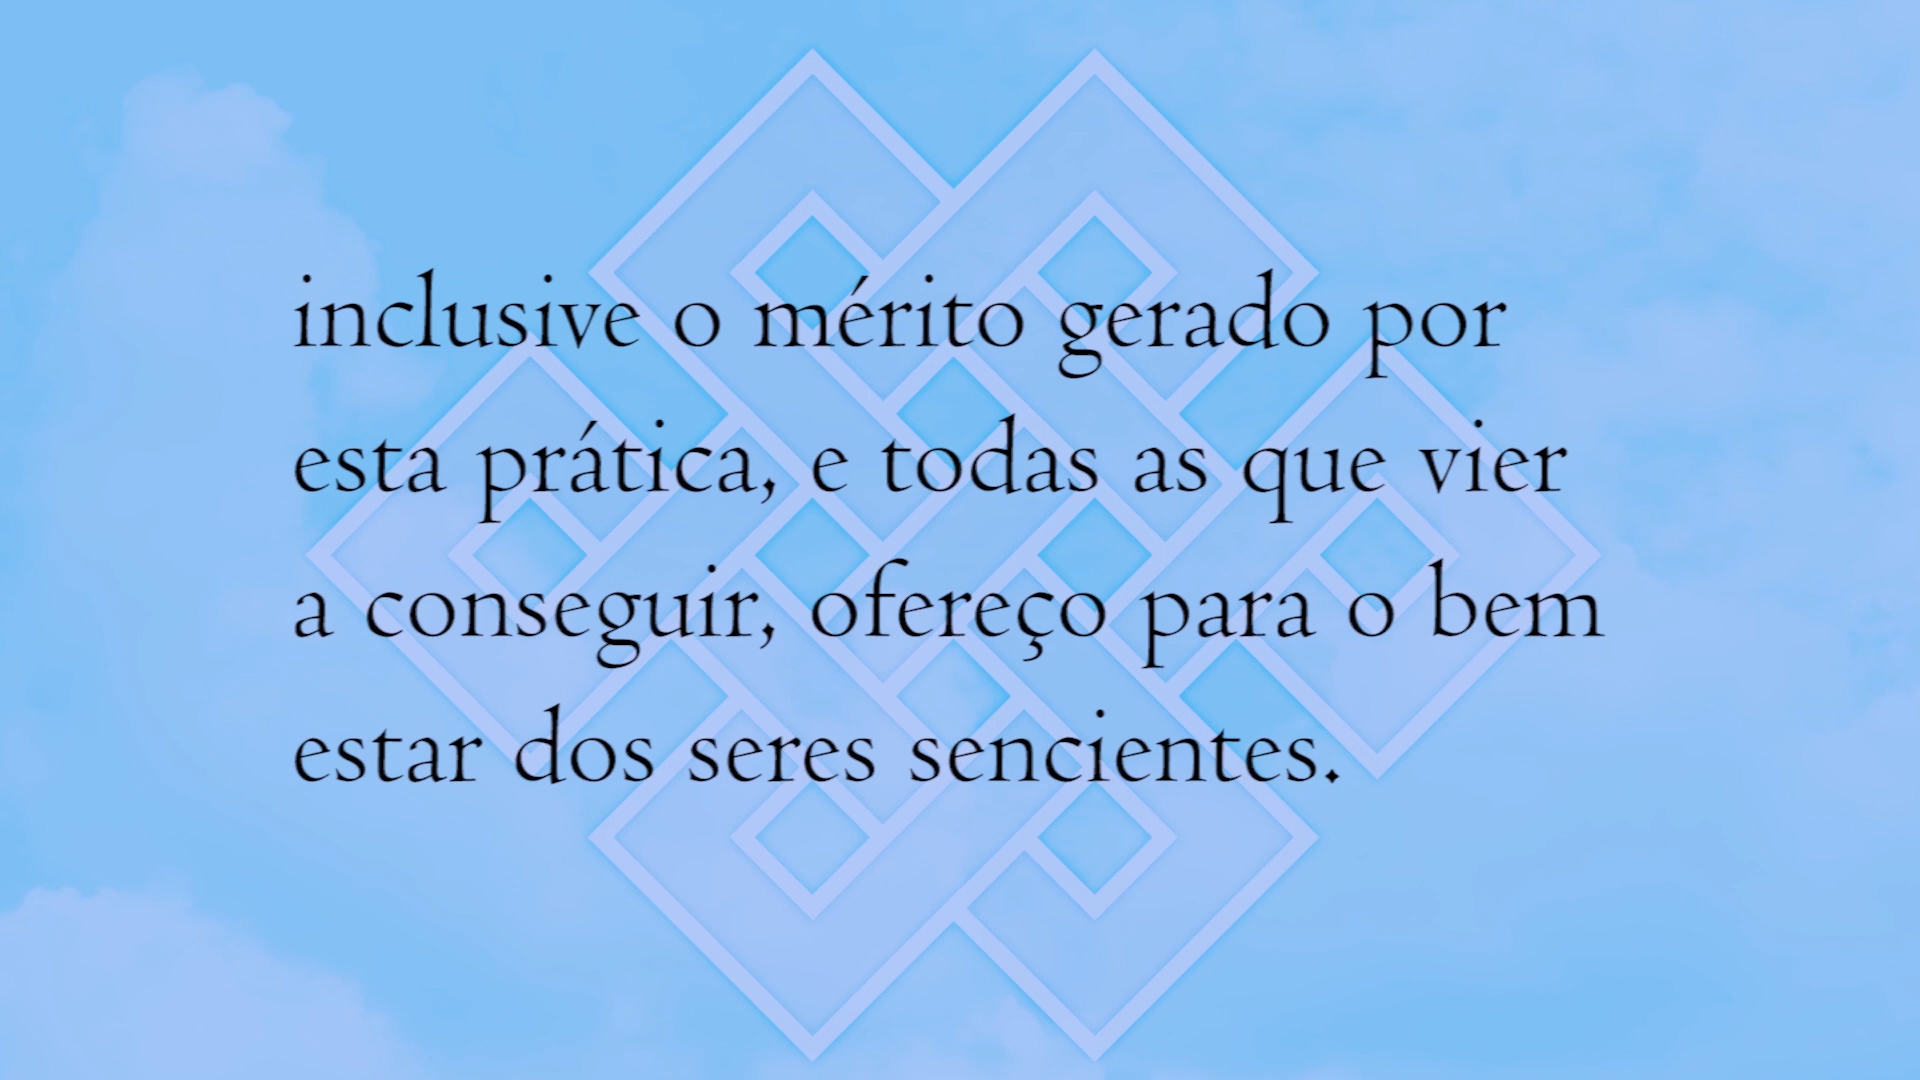 inclusive o mérito gerado por
esta prática, e todas as que vier
a conseguir, ofereço para o bem
estar dos seres sencientes.